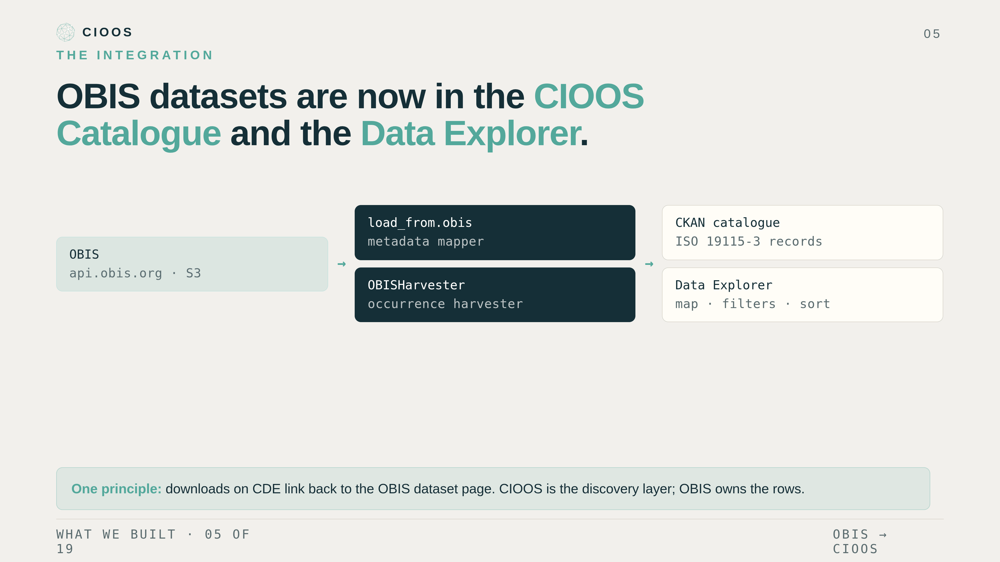 CIOOS
05
THE INTEGRATION
OBIS datasets are now in the CIOOS
Catalogue and the Data Explorer.
OBIS
api.obis.org · S3
→
load_from.obis
metadata mapper
OBISHarvester
occurrence harvester
→
CKAN catalogue
ISO 19115-3 records
Data Explorer
map · filters · sort
One principle: downloads on CDE link back to the OBIS dataset page. CIOOS is the discovery layer; OBIS owns the rows.
WHAT WE BUILT · 05 OF
19
OBIS →
CIOOS